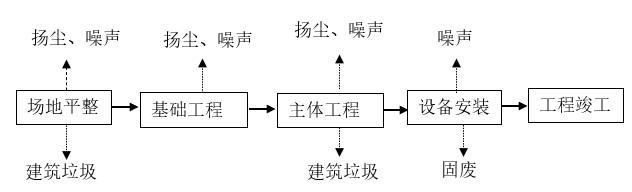 扬尘、噪声
扬尘、噪声
扬尘、噪声
噪声
场地平整
基础工程
主体工程
设备安装
工程竣工
建筑垃圾
建筑垃圾
固废